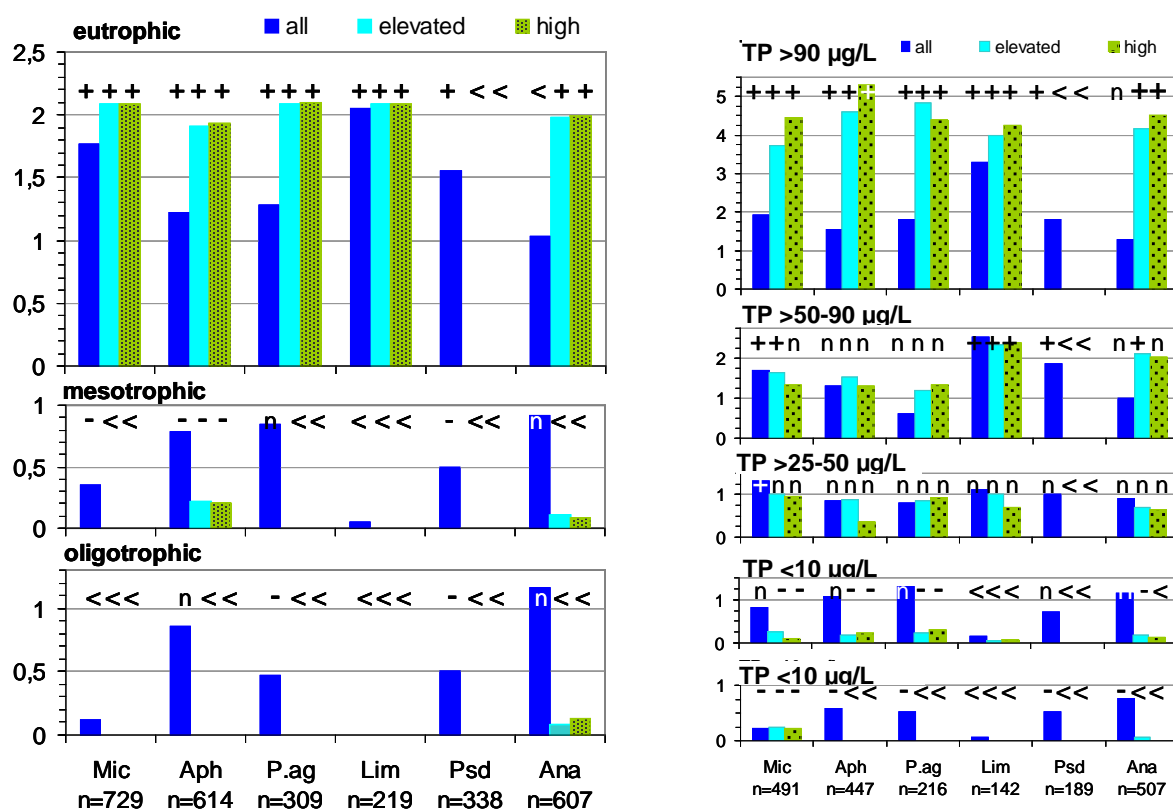 eutrophic all elevated high
2,5
+ + + + + + + + + + + + + < < < + +
2
1,5
1
0,5
0
mesotrophic
1
- < < - - - n < < < < < - < < n < <
0,5
0
oligotrophic
< < < n < < - < < < < < - < < n < <
1
0,5
0
Mic Aph P.ag Lim Psd Ana
n=729 n=614 n=309 n=219 n=338 n=607
all elevated high
TP >90 µg/L
+ + + + + + + + + + + + + < < n + +
5
4
3
2
1
0
TP >50-90 µg/L
+ + n n n n n n n + + + + < < n + n
2
1
0
TP >25-50 µg/L
+ n n n n n n n n n n n n < < n n n
1
0
TP <10 µg/L
n - - n - - n - - < < < n < < n - <
1
0
TP <10 µg/L
- - - - < < - < < < < < - < < - < <
1
0
Mic Aph P.ag Lim Psd Ana
n=491 n=447 n=216 n=142 n=189 n=507